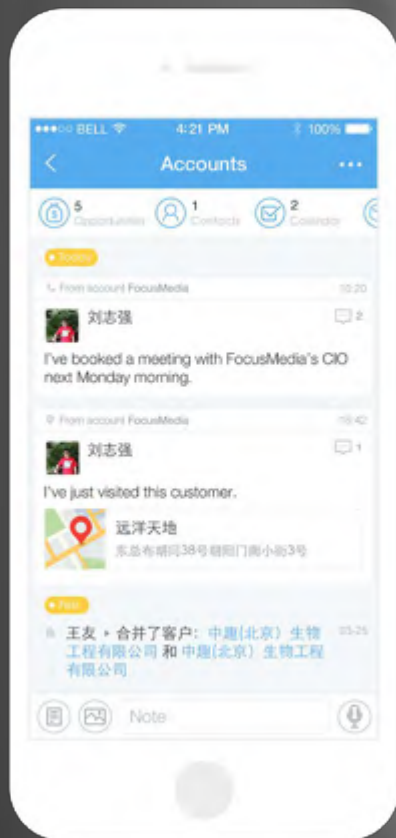 BELL 4:21 PM 100%
Accounts
5 1 2
Opportunities Contacts Calendar
Today
From account FocusMedia 10:20
刘志强 2
I've booked a meeting with FocusMedia's CIO
next Monday morning.
From account FocusMedia
刘志强 1
I've just visited this customer.
远洋天地
东总布胡同38号朝阳门南小街3号
Past
王友 合并了客户: 中趣(北京) 生物 05-25
工程有限公司 和 中趣(北京) 生物工程
有限公司
Note